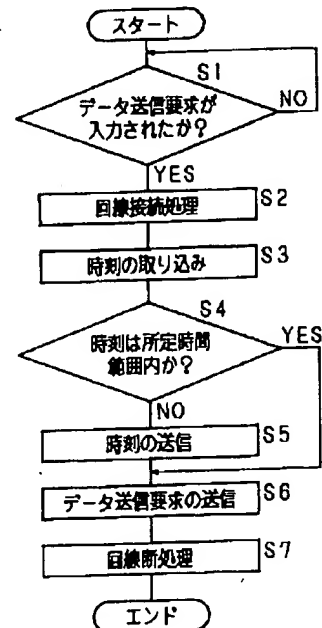 スタート
S1
データ送信要求が
入力されたか？
NO
YES
回線接続処理
S2
時刻の取り込み
S3
S4
時刻は所定時間
範囲内か？
YES
NO
時刻の送信
S5
データ送信要求の送信
S6
回線断処理
S7
エンド